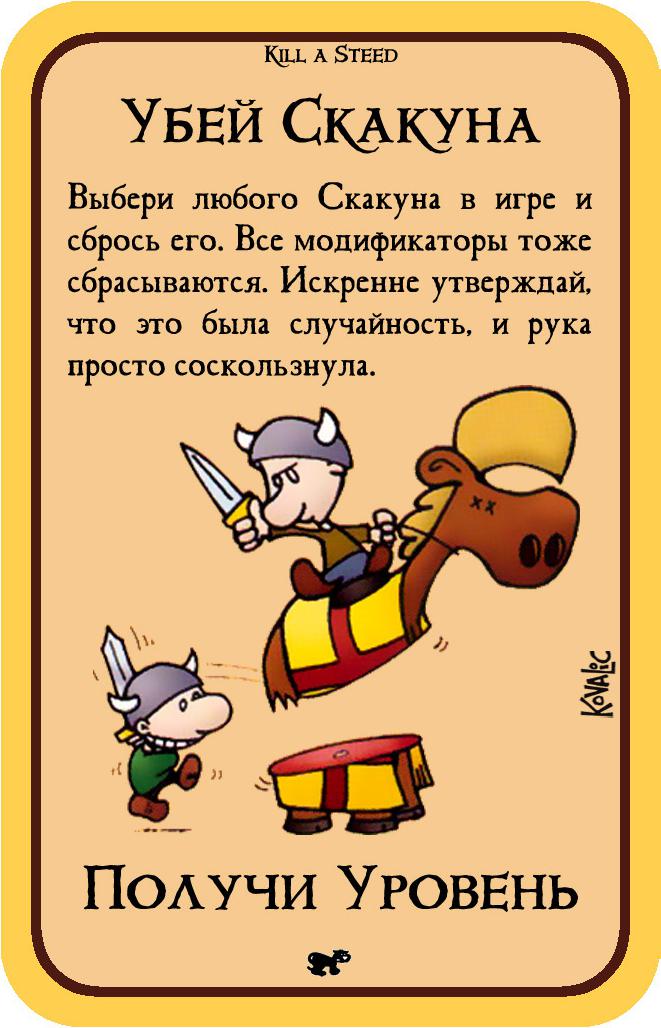 Kill a Steed
Убей Скакуна
Выбери любого Скакуна в игре и
сбрось его. Все модификаторы тоже
сбрасываются. Искренне утверждай,
что это была случайность, и рука
просто соскользнула.
KOVALIC
Получи Уровень